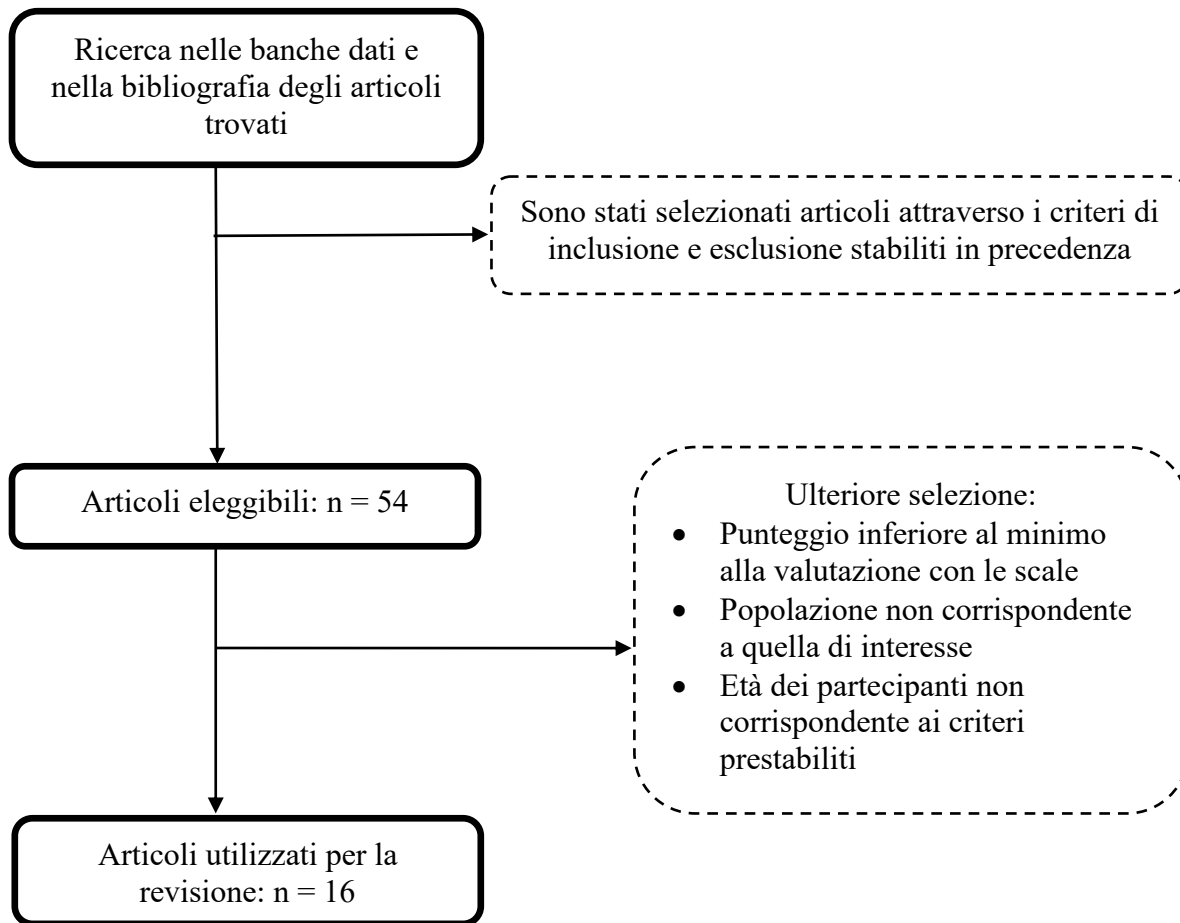 Ricerca nelle banche dati e
nella bibliografia degli articoli
trovati
Sono stati selezionati articoli attraverso i criteri di
inclusione e esclusione stabiliti in precedenza
Articoli eleggibili: n = 54
Ulteriore selezione:
• Punteggio inferiore al minimo
alla valutazione con le scale
• Popolazione non corrispondente
a quella di interesse
• Età dei partecipanti non
corrispondente ai criteri
prestabiliti
Articoli utilizzati per la
revisione: n = 16